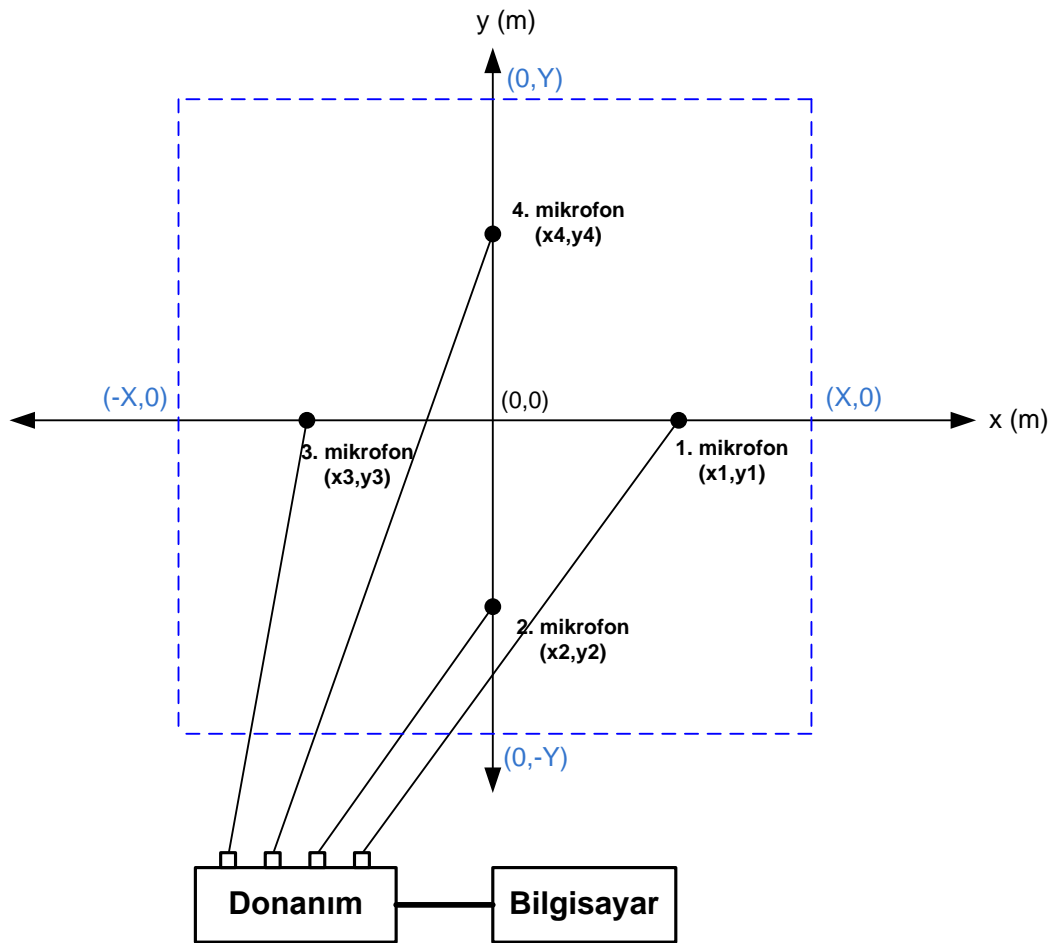 y (m)
(0,Y)
4. mikrofon
(x4,y4)
(-X,0)
(0,0)
(X,0)
x (m)
3. mikrofon
(x3,y3)
1. mikrofon
(x1,y1)
2. mikrofon
(x2,y2)
(0,-Y)
Donanım
Bilgisayar